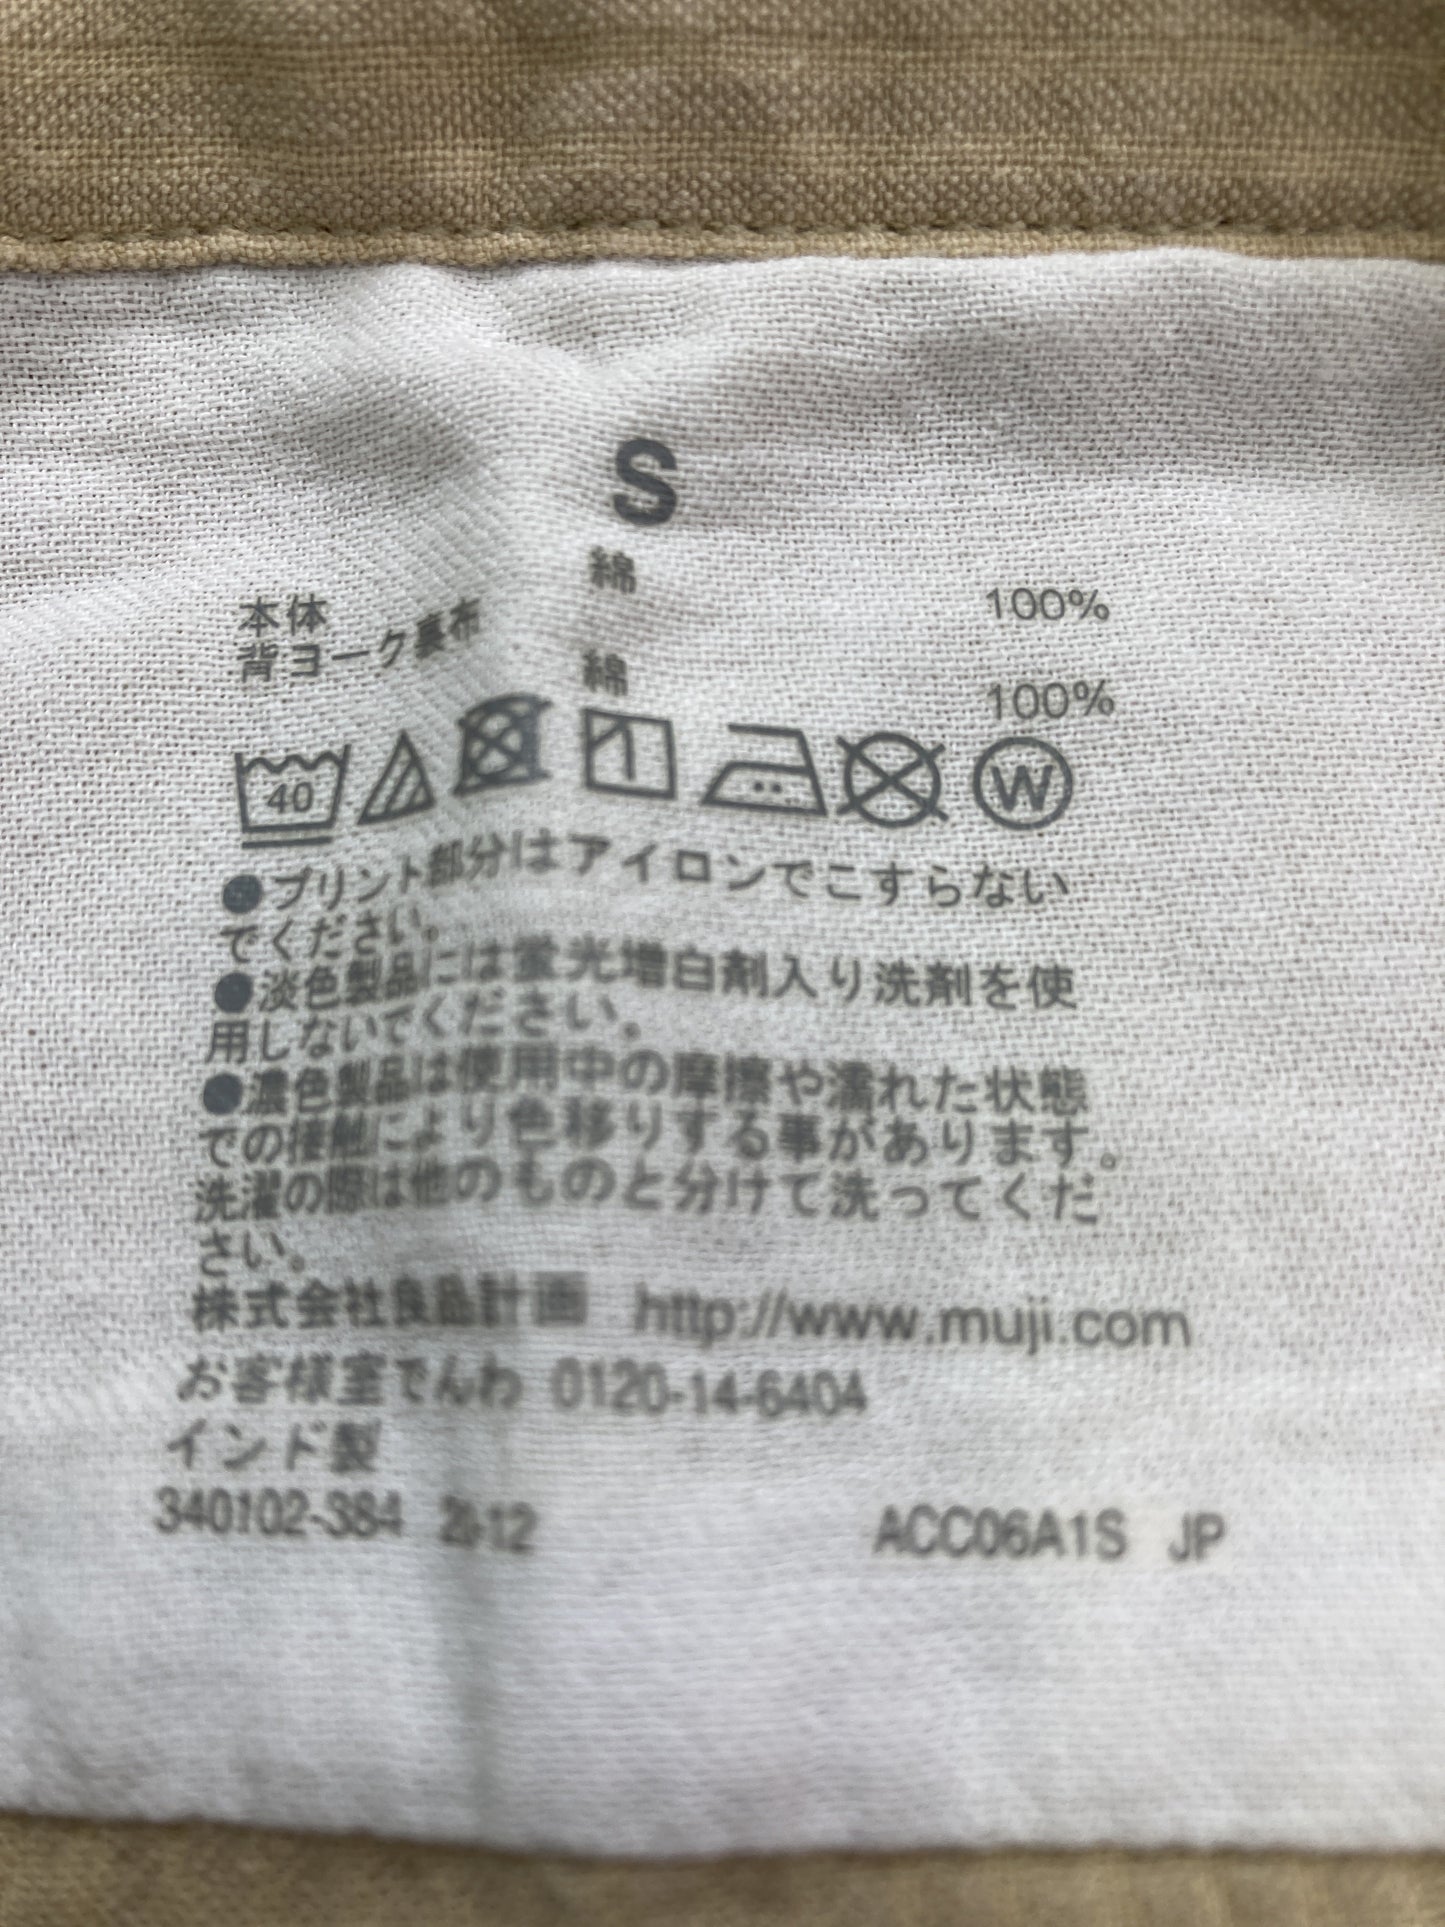 S
本体 綿 100%
背ヨーク裏布 綿 100%
40
W
●プリント部分はアイロンでこすらない
でください。
●淡色製品には蛍光増白剤入り洗剤を使
用しないでください。
●濃色製品は使用中の摩擦や濡れた状態
での接触により色移りする事があります。
洗濯の際は他のものと分けて洗ってくだ
さい。
株式会社良品計画 http://www.muji.com
お客様室でんわ 0120-14-6404
インド製
340102-384 ACC06A1S JP